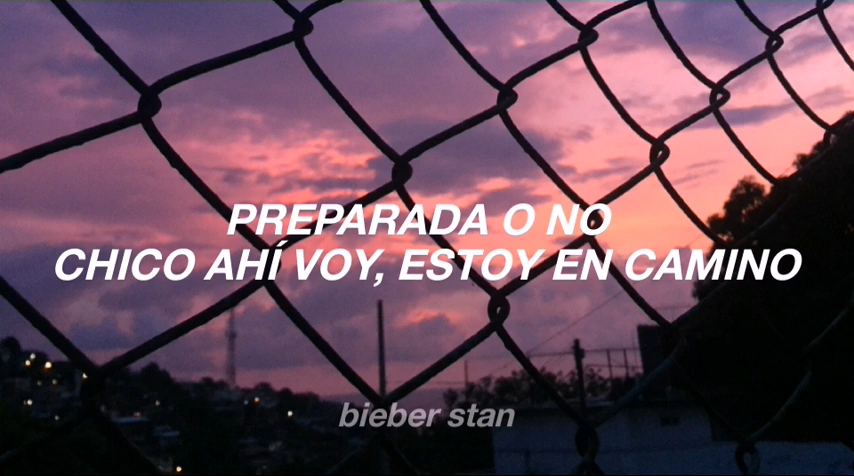 PREPARADA O NO
CHICO AHÍ VOY, ESTOY EN CAMINO
bieber stan